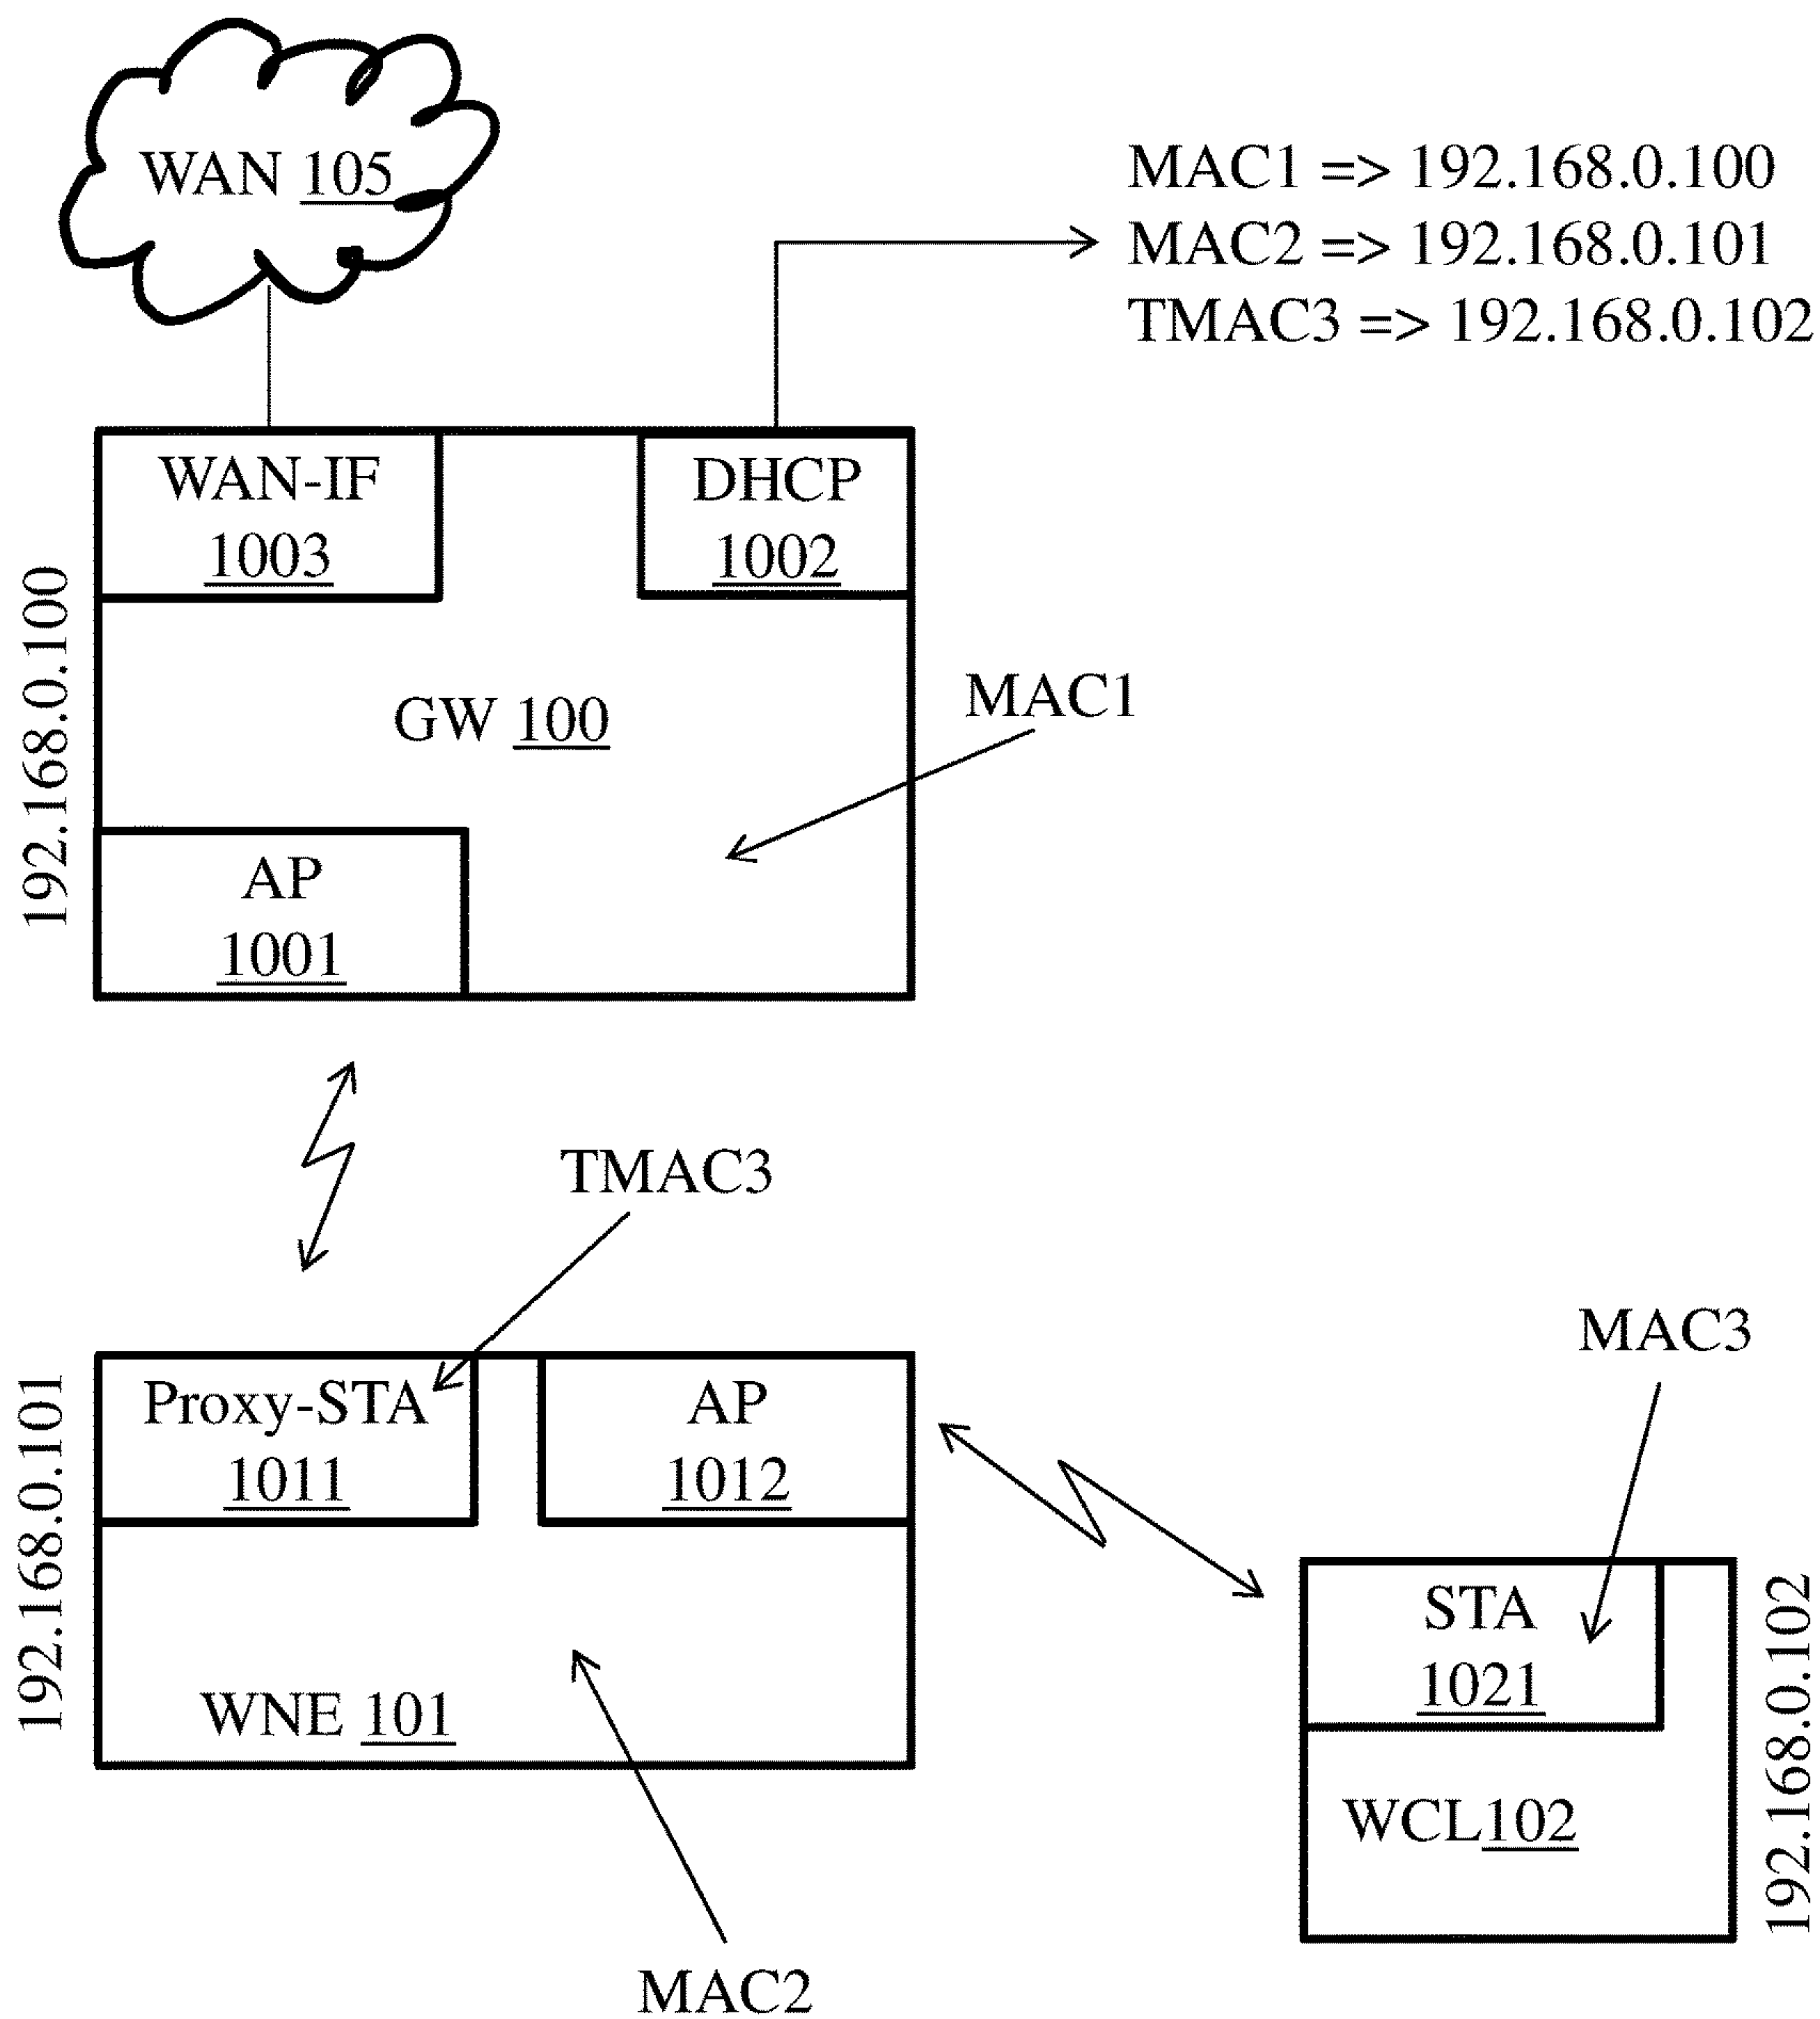 WAN 105
MAC1 => 192.168.0.100
MAC2 => 192.168.0.101
TMAC3 => 192.168.0.102
WAN-IF
1003
DHCP
1002
192.168.0.100
GW 100
MAC1
AP
1001
TMAC3
MAC3
192.168.0.101
Proxy-STA
1011
AP
1012
WNE 101
MAC2
STA
1021
WCL102
192.168.0.102